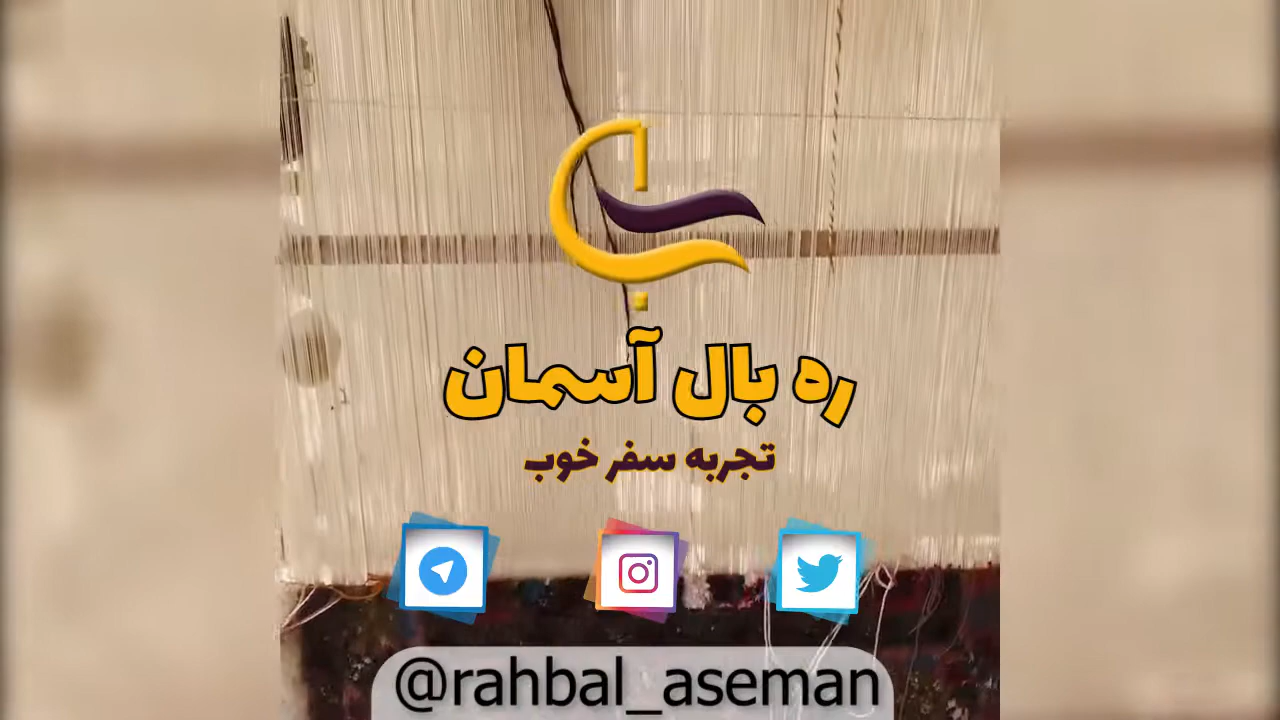 ره بال آسمان
تجربه سفر خوب
@rahbal_aseman